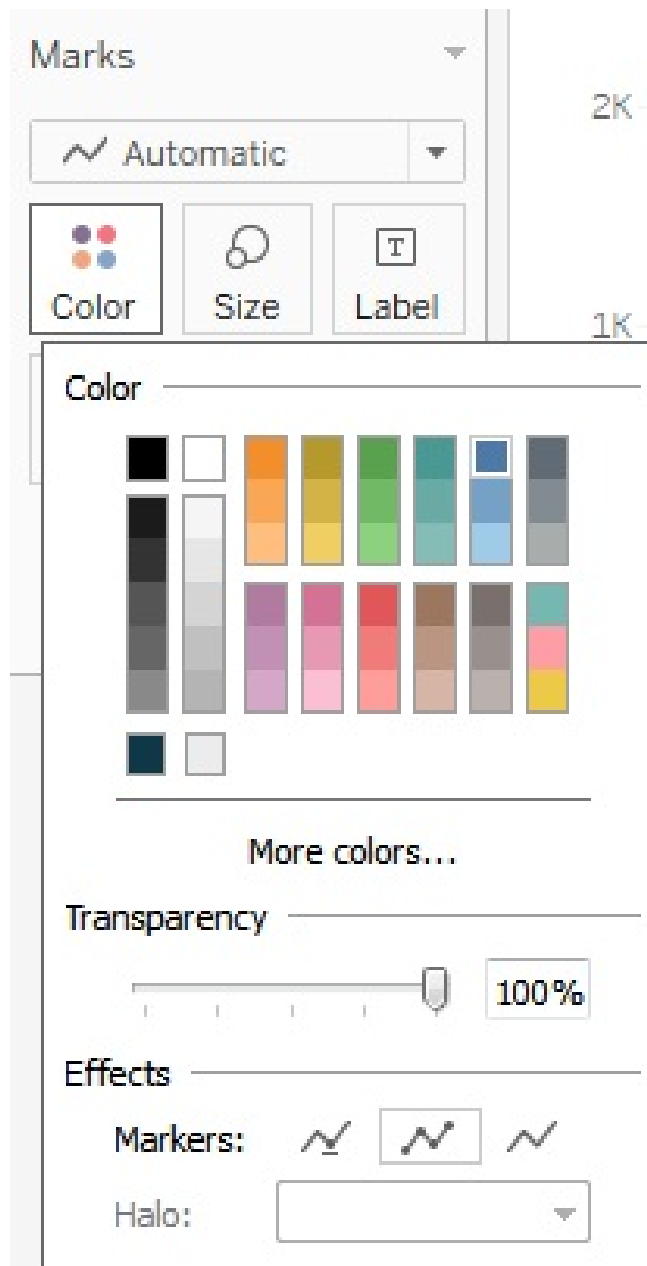 Marks
2K
Automatic
T
Color Size Label
1K
Color
More colors...
Transparency
100%
Effects
Markers:
Halo: